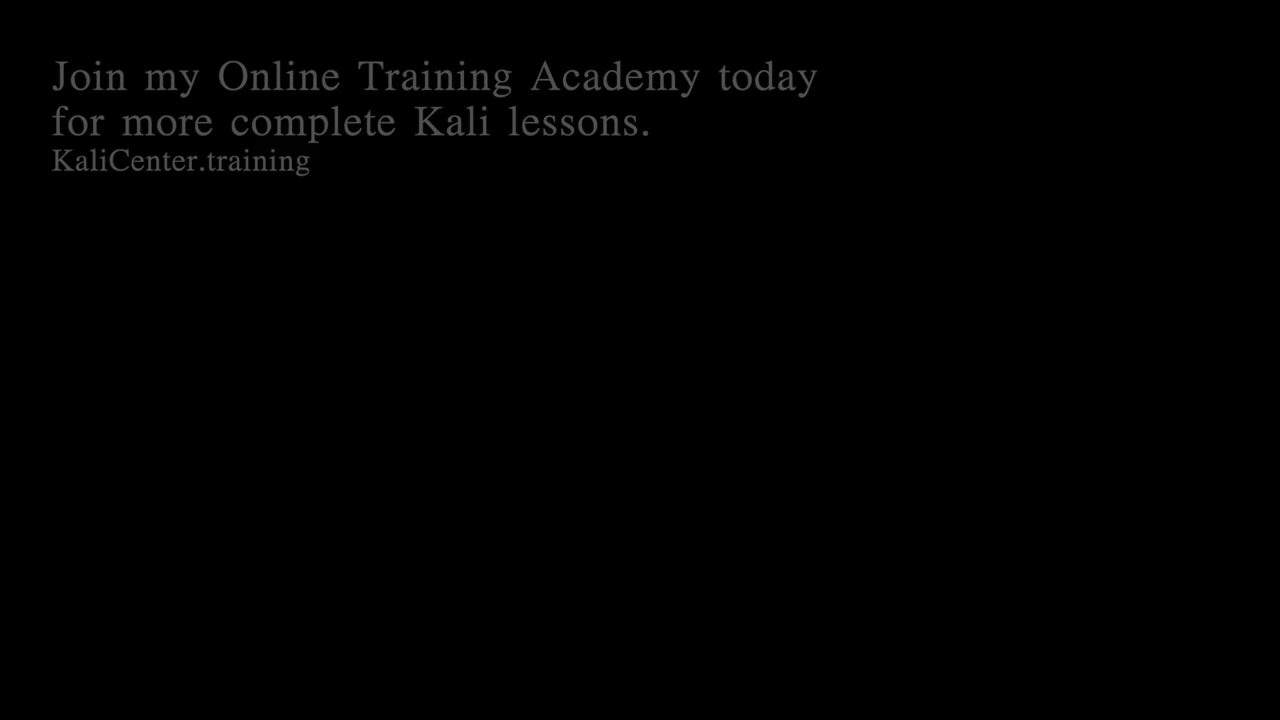 Join my Online Training Academy today
for more complete Kali lessons.
KaliCenter.training